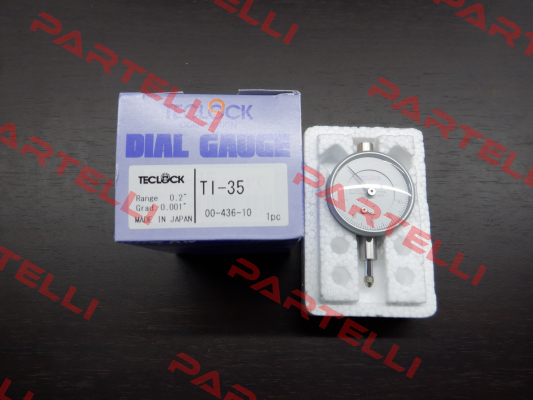 TECLOCK
DIAL GAUGE
TECLOCK
TI-35
Range 0.2"
Grad 0.001"
00-436-10
MADE IN JAPAN
1pc
PARTELLI
PARTELLI
PARTELLI
PARTELLI
PARTELLI
PARTELLI